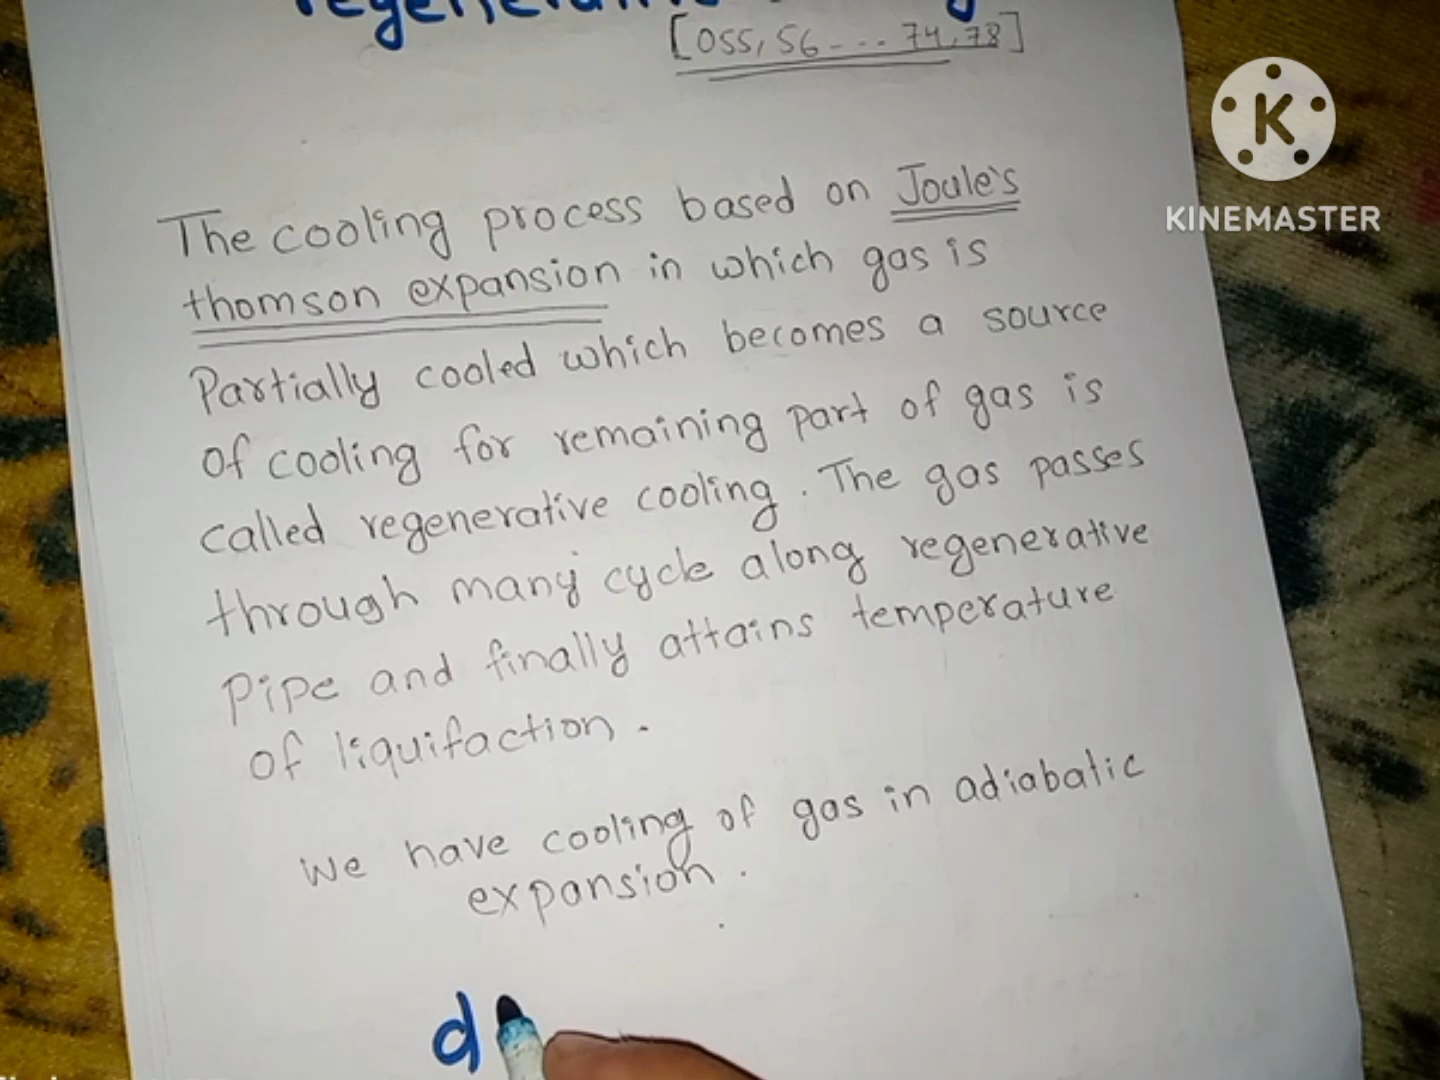 [055, 56 - - - 74, 78]
K
KINEMASTER
The cooling process based on Joule's
thomson expansion in which gas is
Partially cooled which becomes a source
of cooling for remaining part of gas is
called regenerative cooling. The gas passes
through many cycle along regenerative
Pipe and finally attains temperature
of liquifaction.
We have cooling of gas in adiabatic
expansion.
d